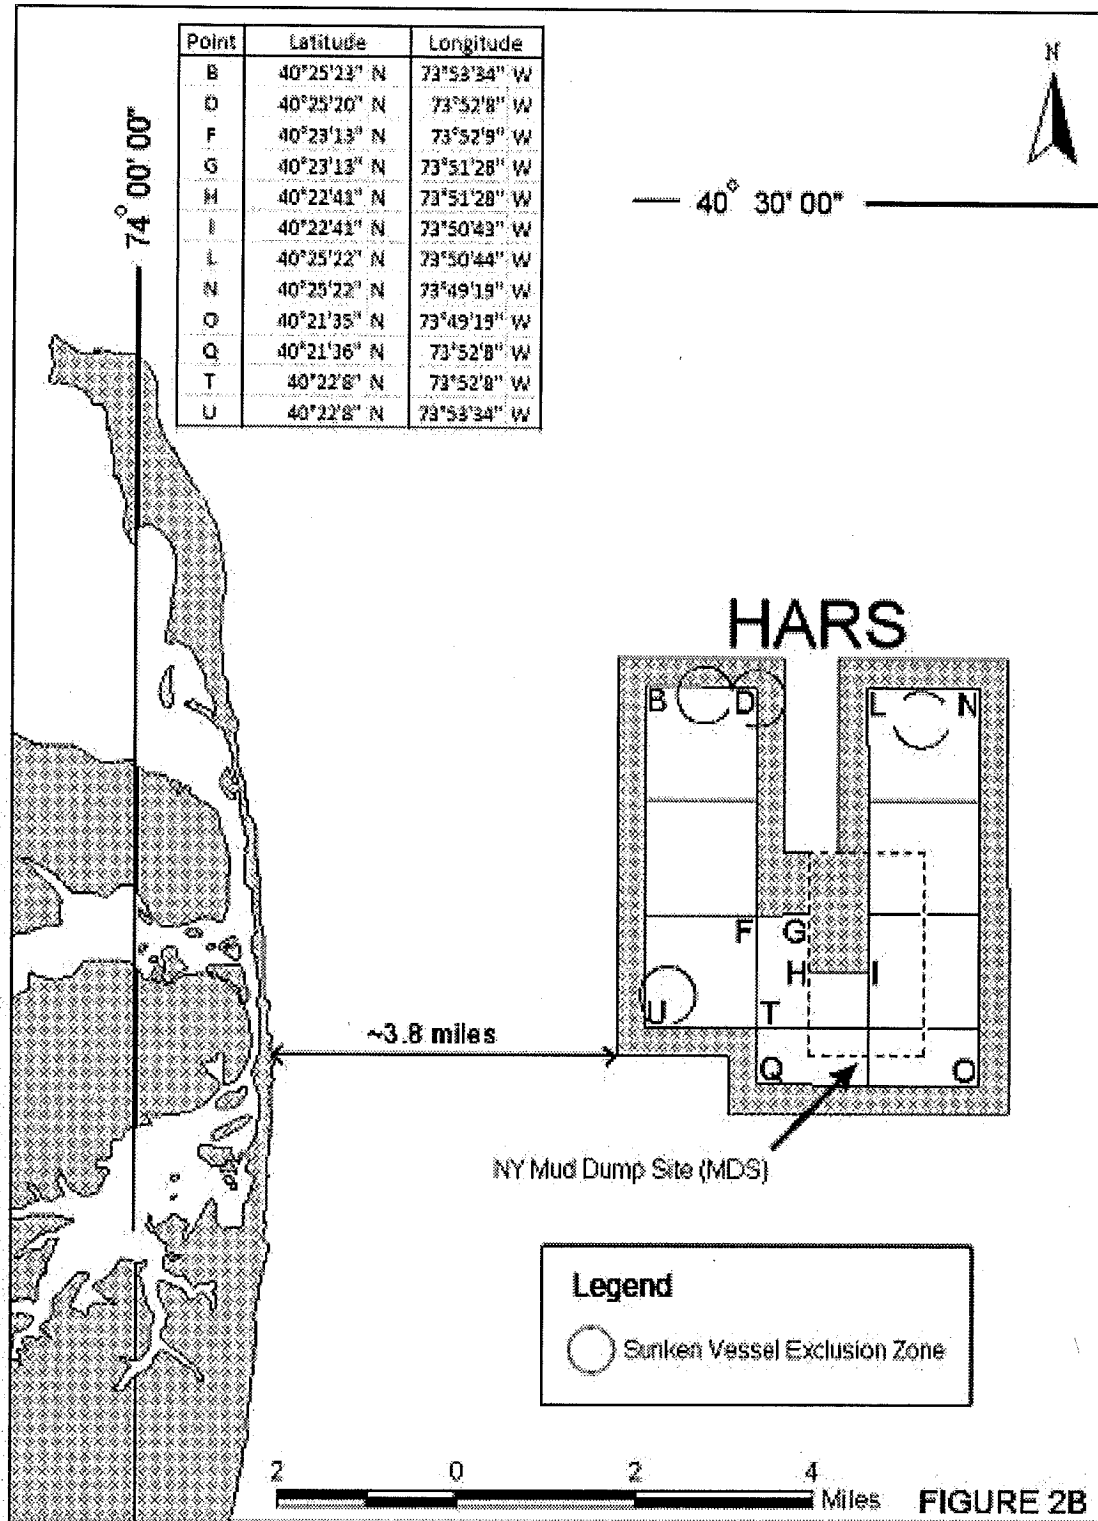 Point Latitude Longitude
B 40°25'23" N 73°53'34" W
D 40°25'20" N 73°52'8" W
F 40°23'13" N 73°52'9" W
G 40°23'13" N 73°51'28" W
H 40°22'41" N 73°51'28" W
I 40°22'41" N 73°50'43" W
L 40°25'22" N 73°50'44" W
N 40°25'22" N 73°49'19" W
O 40°21'35" N 73°49'19" W
Q 40°21'36" N 73°52'8" W
T 40°22'8" N 73°52'8" W
U 40°22'8" N 73°53'34" W
N
74° 00' 00"
40° 30' 00"
HARS
B D L N
F G
H I
U T
~3.8 miles
Q O
NY Mud Dump Site (MDS)
Legend
Sunken Vessel Exclusion Zone
2 0 2 4
Miles
FIGURE 2B